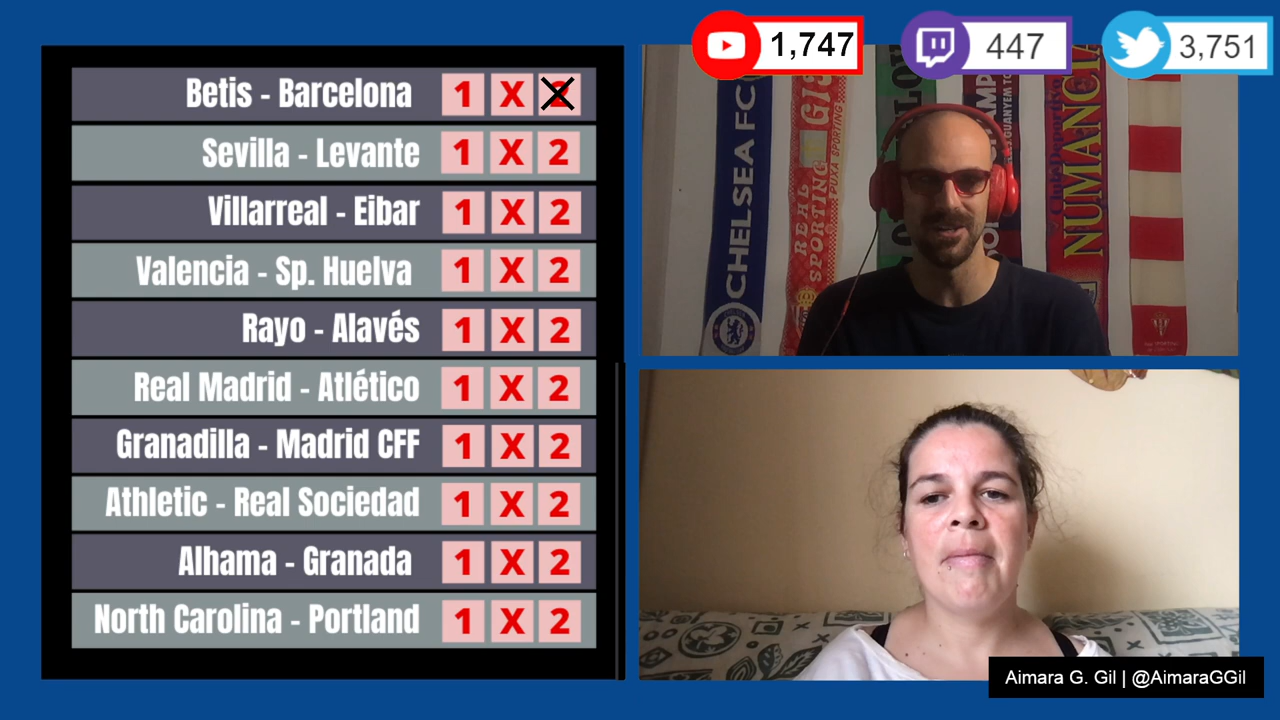 1,747
447
3,751
Betis - Barcelona 1 X
Sevilla - Levante 1 X 2
Villarreal - Eibar 1 X 2
Valencia - Sp. Huelva 1 X 2
Rayo - Alavés 1 X 2
Real Madrid - Atlético 1 X 2
Granadilla - Madrid CFF 1 X 2
Athletic - Real Sociedad 1 X 2
Alhama - Granada 1 X 2
North Carolina - Portland 1 X 2
CHELSEA FC
REAL
SPORTING
PUXA SPORTING
NUMANCIA
Aimara G. Gil | @AimaraGGil